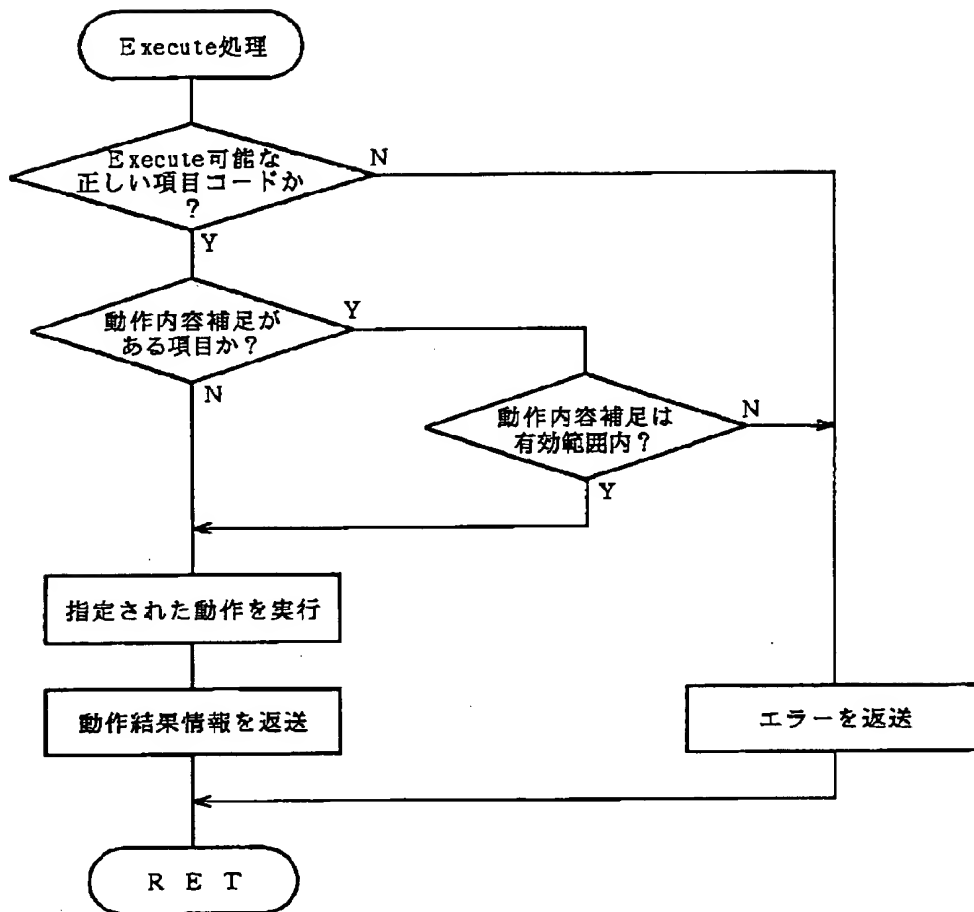 Execute処理
Execute可能な
正しい項目コードか
?
N
Y
動作内容補足が
ある項目か?
Y
N
動作内容補足は
有効範囲内?
N
Y
指定された動作を実行
動作結果情報を返送
エラーを返送
RET